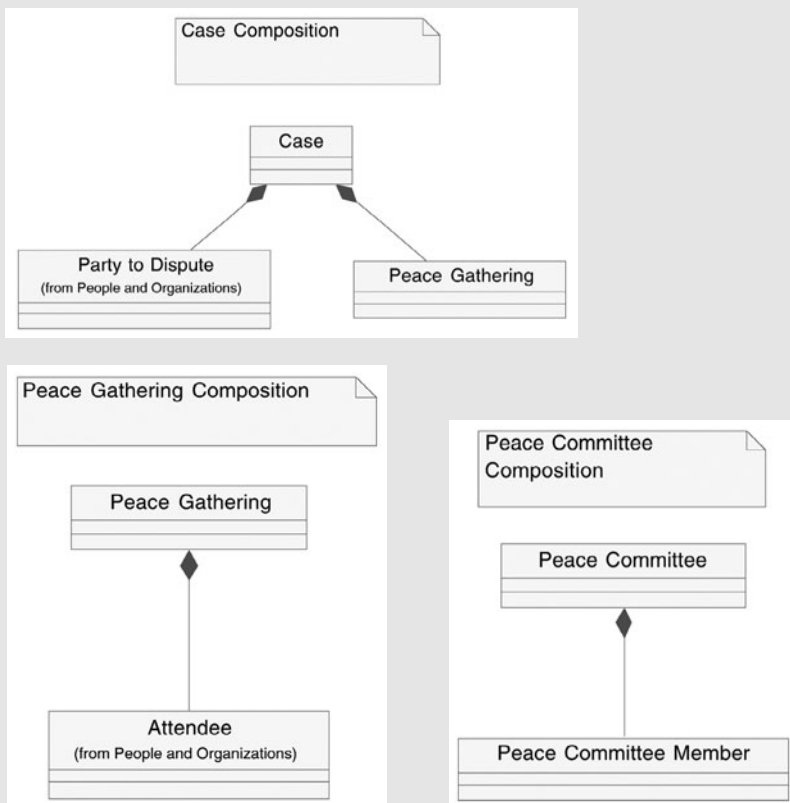 Case Composition
Case
Party to Dispute
(from People and Organizations)
Peace Gathering
Peace Gathering Composition
Peace Gathering
Attendee
(from People and Organizations)
Peace Committee
Composition
Peace Committee
Peace Committee Member